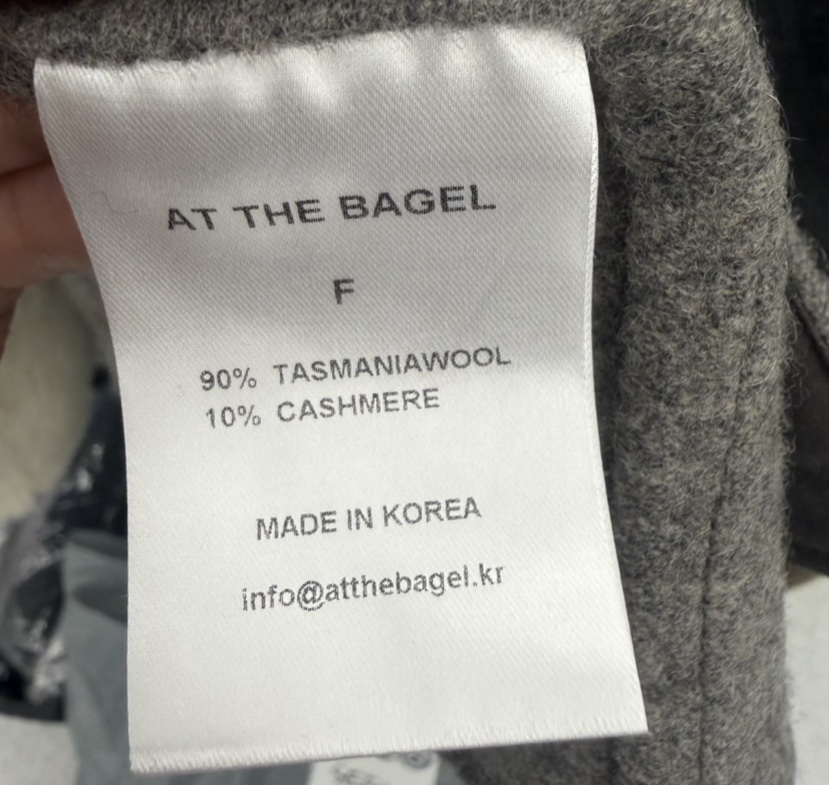 AT THE BAGEL
F
90% TASMANIAWOOL
10% CASHMERE
MADE IN KOREA
info@atthebagel.kr